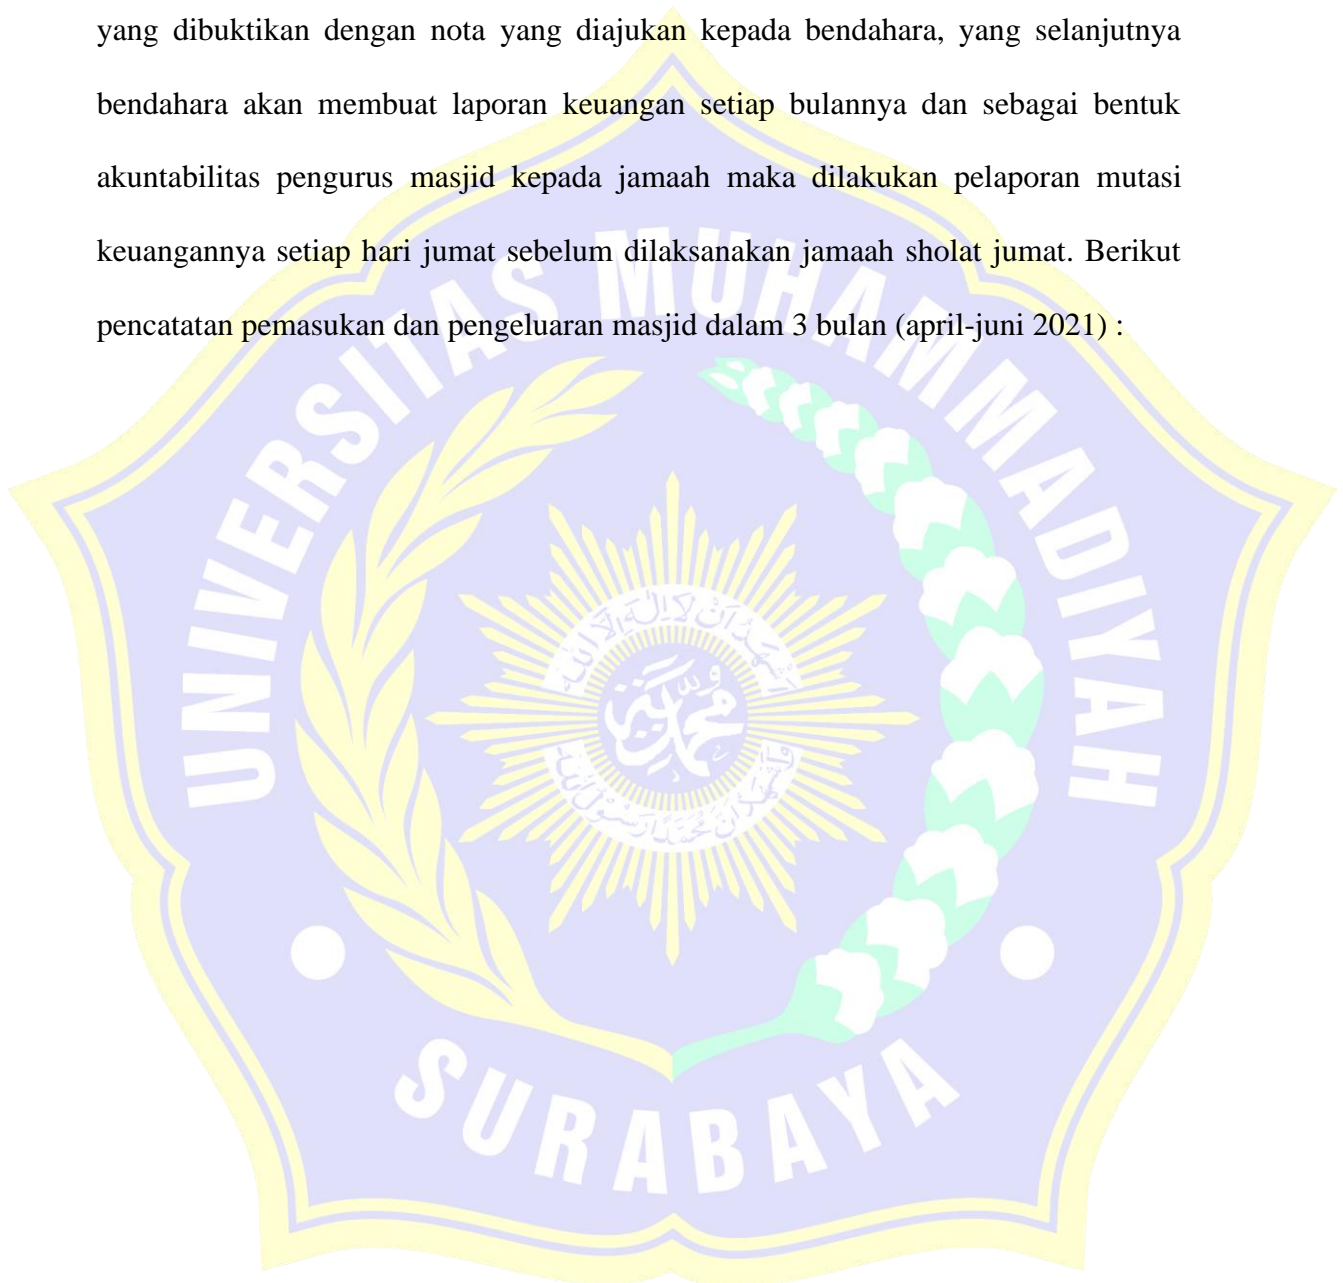 yang dibuktikan dengan nota yang diajukan kepada bendahara, yang selanjutnya
bendahara akan membuat laporan keuangan setiap bulannya dan sebagai bentuk
akuntabilitas pengurus masjid kepada jamaah maka dilakukan pelaporan mutasi
keuangannya setiap hari jumat sebelum dilaksanakan jamaah sholat jumat. Berikut
pencatatan pemasukan dan pengeluaran masjid dalam 3 bulan (april-juni 2021) :
UNIVERSITAS MUHAMMADIYAH
محمد
SURABAYA